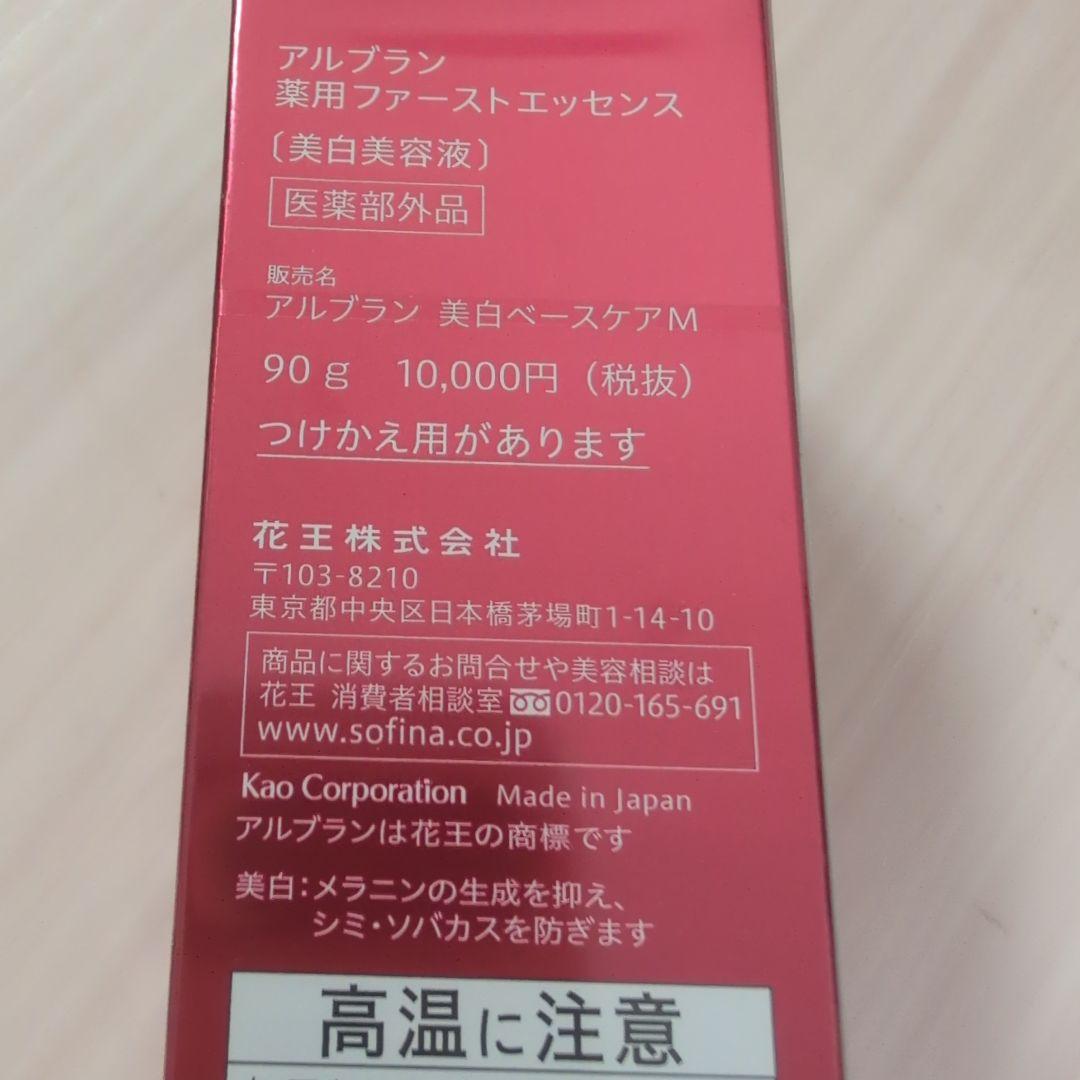 アルブラン
薬用ファーストエッセンス
〔美白美容液〕
医薬部外品
販売名
アルブラン 美白ベースケアM
90g 10,000円（税抜）
つけかえ用があります
花王株式会社
〒103-8210
東京都中央区日本橋茅場町1-14-10
商品に関するお問合せや美容相談は
花王 消費者相談室 0120-165-691
www.sofina.co.jp
Kao Corporation Made in Japan
アルブランは花王の商標です
美白：メラニンの生成を抑え、
シミ・ソバカスを防ぎます
高温に注意